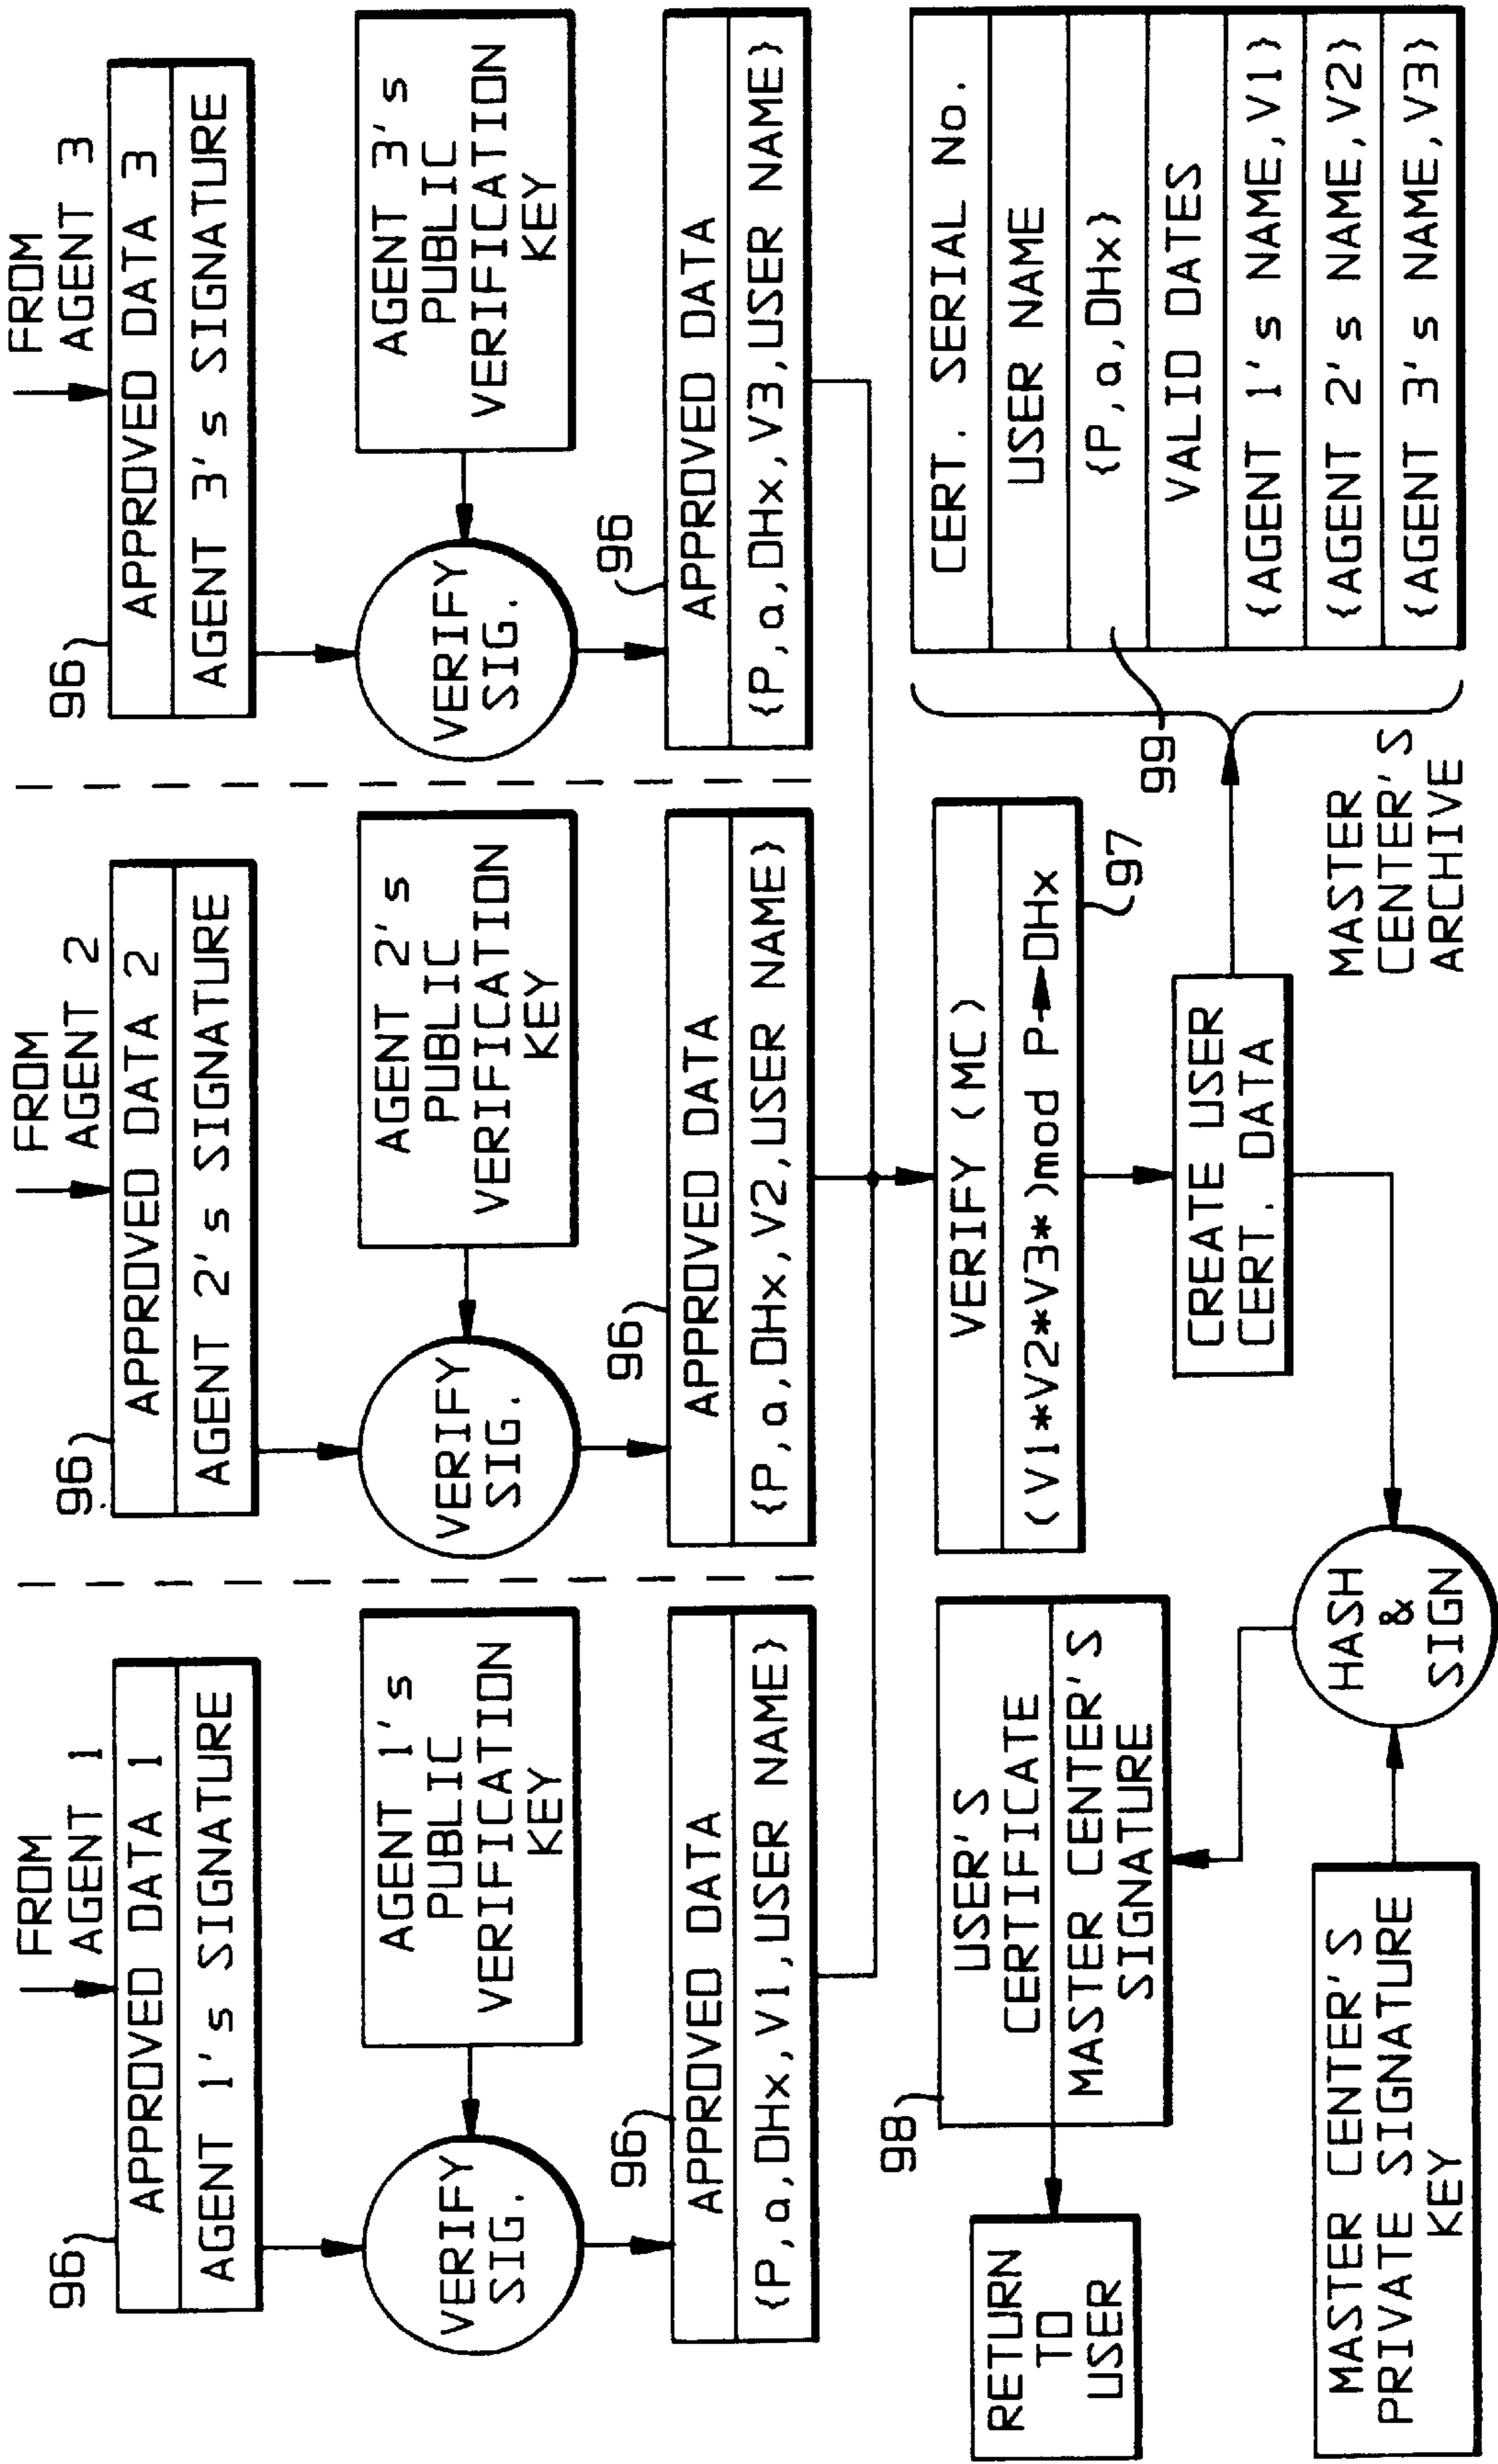 FROM
AGENT 1
96
APPROVED DATA 1
AGENT 1's SIGNATURE
AGENT 1's
PUBLIC
VERIFICATION
KEY
VERIFY
SIG.
96
APPROVED DATA
{P,a,DHx,V1,USER NAME}
FROM
AGENT 2
96
APPROVED DATA 2
AGENT 2's SIGNATURE
AGENT 2's
PUBLIC
VERIFICATION
KEY
VERIFY
SIG.
96
APPROVED DATA
{P,a,DHx,V2,USER NAME}
FROM
AGENT 3
96
APPROVED DATA 3
AGENT 3's SIGNATURE
AGENT 3's
PUBLIC
VERIFICATION
KEY
VERIFY
SIG.
96
APPROVED DATA
{P,a,DHx,V3,USER NAME}
98
USER'S
CERTIFICATE
MASTER CENTER'S
SIGNATURE
RETURN
TO
USER
MASTER CENTER'S
PRIVATE SIGNATURE
KEY
HASH
&
SIGN
VERIFY (MC)
(V1*V2*V3*)mod P→DHx
97
CREATE USER
CERT. DATA
MASTER
CENTER'S
ARCHIVE
99
CERT. SERIAL No.
USER NAME
{P,a,DHx}
VALID DATES
{AGENT 1's NAME,V1}
{AGENT 2's NAME,V2}
{AGENT 3's NAME,V3}